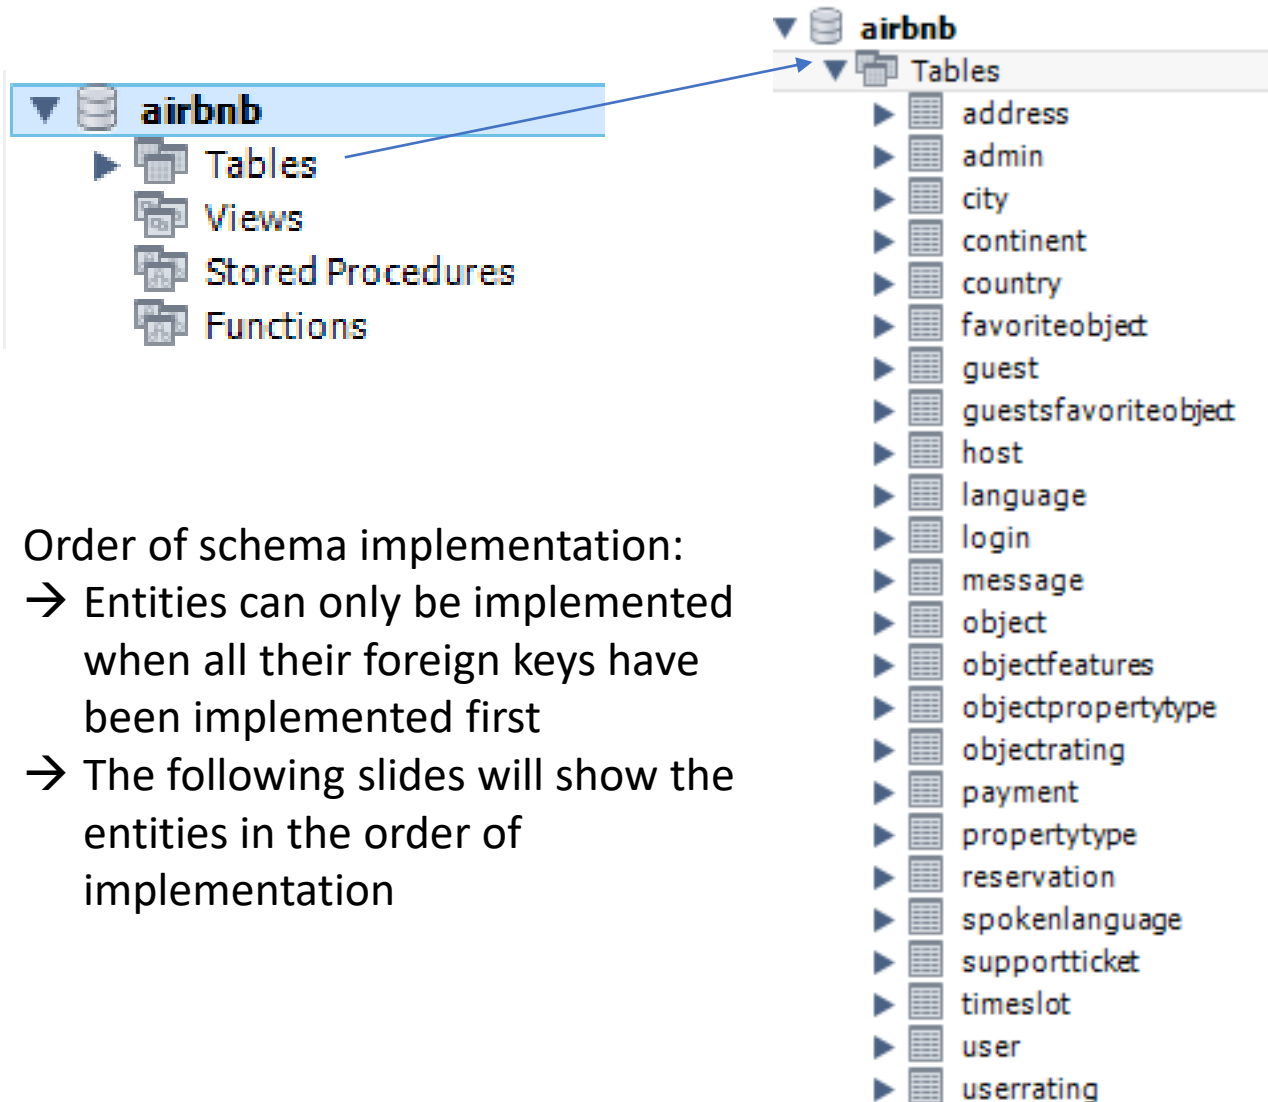 airbnb
Tables
Views
Stored Procedures
Functions
Order of schema implementation:
→ Entities can only be implemented
when all their foreign keys have
been implemented first
→ The following slides will show the
entities in the order of
implementation
airbnb
Tables
address
admin
city
continent
country
favoriteobject
guest
guestsfavoriteobject
host
language
login
message
object
objectfeatures
objectpropertytype
objectrating
payment
propertytype
reservation
spokenlanguage
supportticket
timeslot
user
userrating